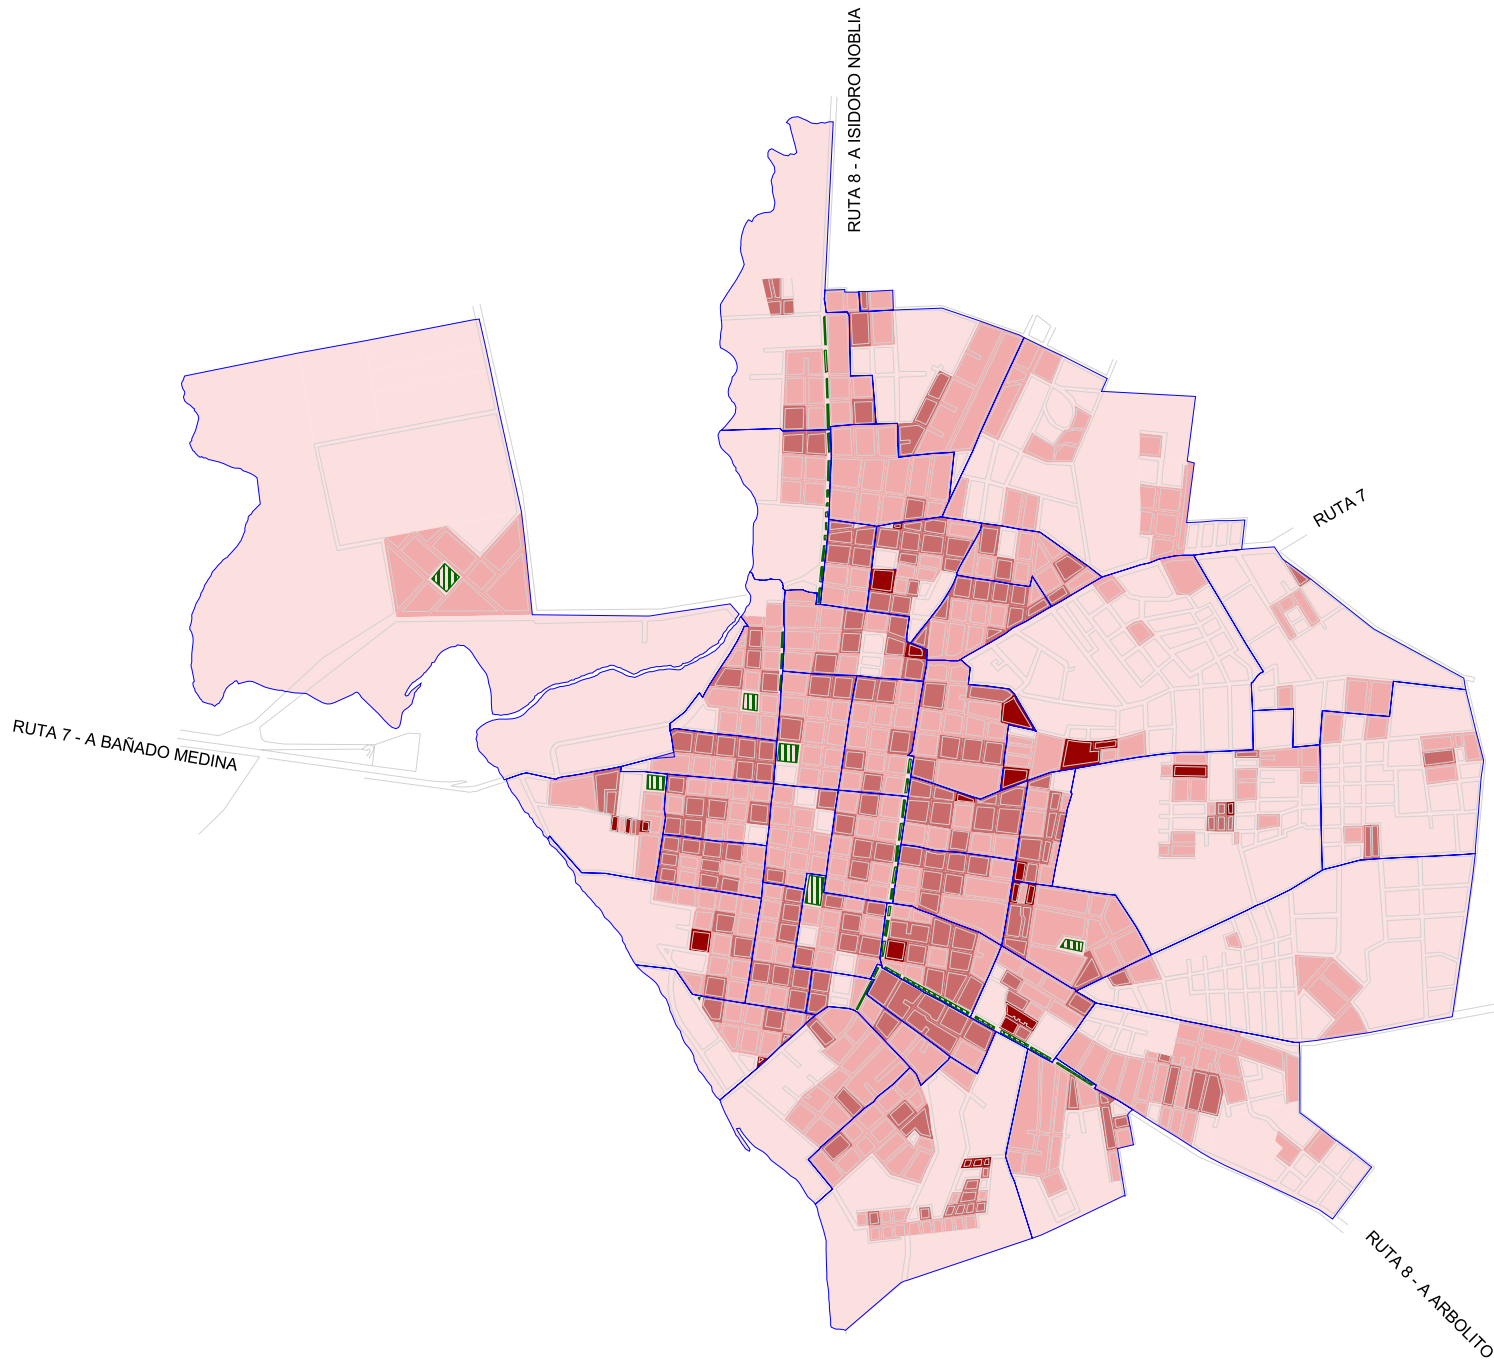 RUTA 8 - A ISIDORO NOBLIA
RUTA 7
RUTA 7 - A BAÑADO MEDINA
RUTA 8 - A ARBOLITO